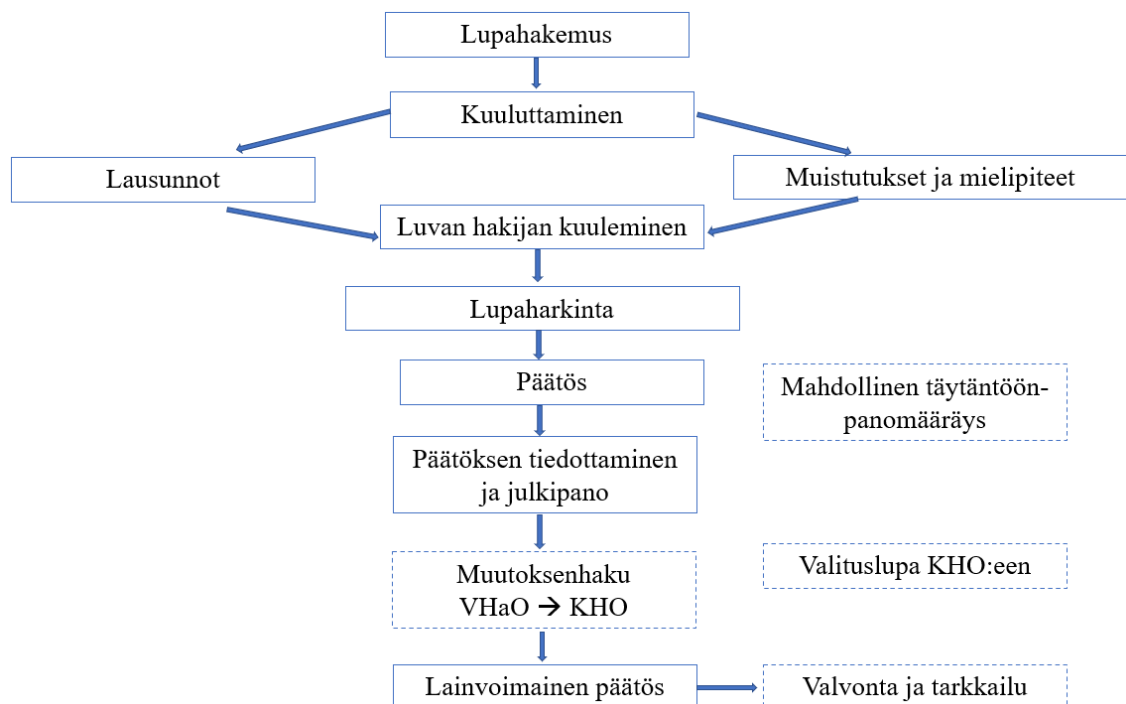 Lupahakemus
Kuuluttaminen
Lausunnot
Muistutukset ja mielipiteet
Luvan hakijan kuuleminen
Lupaharkinta
Päätös
Mahdollinen täytäntöön-
panomääräys
Päätöksen tiedottaminen
ja julkipano
Muutoksenhaku
VHaO → KHO
Valituslupa KHO:een
Lainvoimainen päätös
Valvonta ja tarkkailu